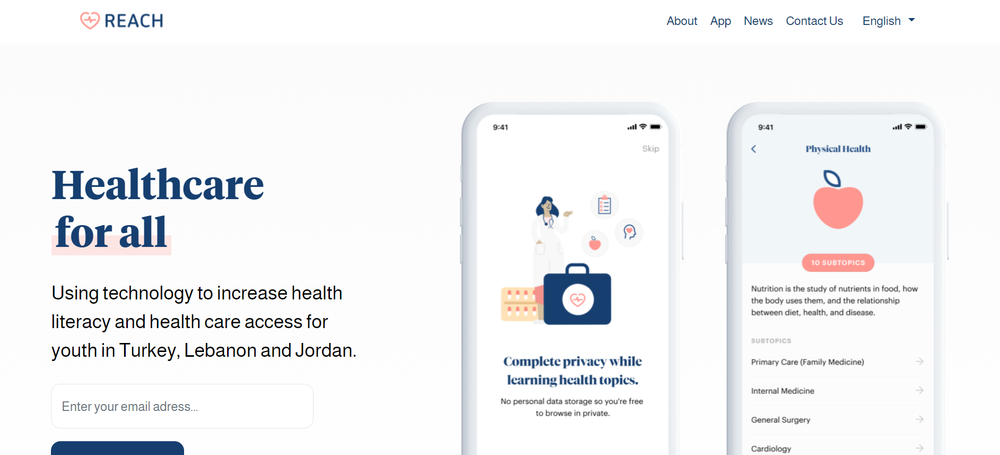 REACH
About App News Contact Us English
Healthcare
for all
Using technology to increase health
literacy and health care access for
youth in Turkey, Lebanon and Jordan.
Enter your email adress...
9:41
Skip
Complete privacy while
learning health topics.
No personal data storage so you're free
to browse in private.
9:41
Physical Health
10 SUBTOPICS
Nutrition is the study of nutrients in food, how
the body uses them, and the relationship
between diet, health, and disease.
SUBTOPICS
Primary Care (Family Medicine)
Internal Medicine
General Surgery
Cardiology